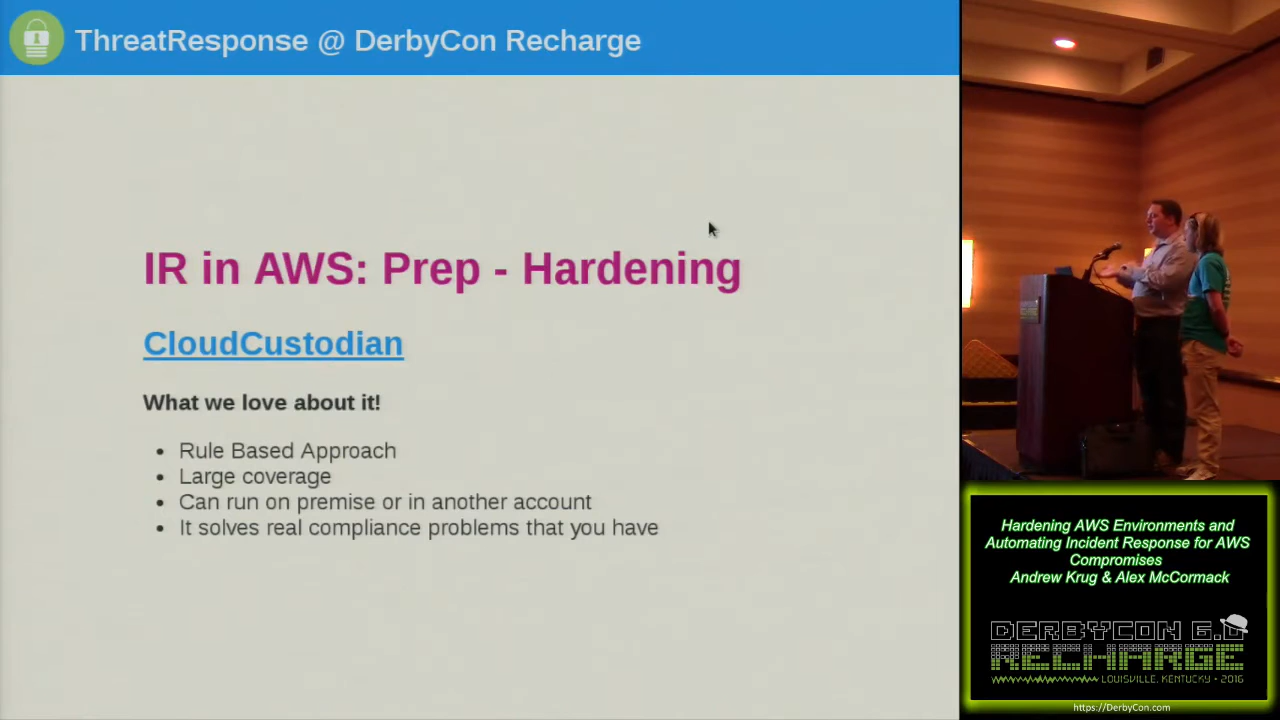 ThreatResponse @ DerbyCon Recharge
IR in AWS: Prep - Hardening
CloudCustodian
What we love about it!
Rule Based Approach
Large coverage
Can run on premise or in another account
It solves real compliance problems that you have
Hardening AWS Environments and
Automating Incident Response for AWS
Compromises
Andrew Krug & Alex McCormack
DERBYCON 6.0
RECHARGE
LOUISVILLE, KENTUCKY • 2016
https://DerbyCon.com